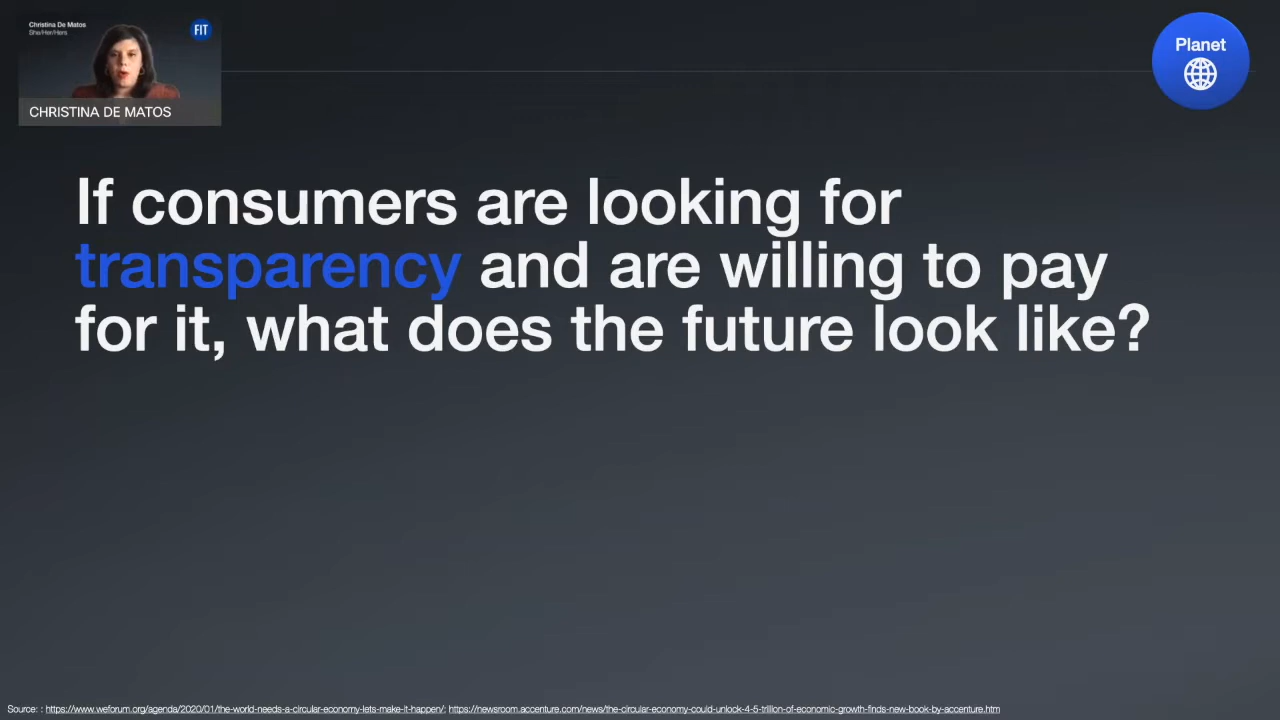 Christina De Matos
She/Her/Hers
FIT
CHRISTINA DE MATOS
Planet
If consumers are looking for
transparency and are willing to pay
for it, what does the future look like?
Source: : https://www.weforum.org/agenda/2020/01/the-world-needs-a-circular-economy-lets-make-it-happen/; https://newsroom.accenture.com/news/the-circular-economy-could-unlock-4-5-trillion-of-economic-growth-finds-new-book-by-accenture.htm